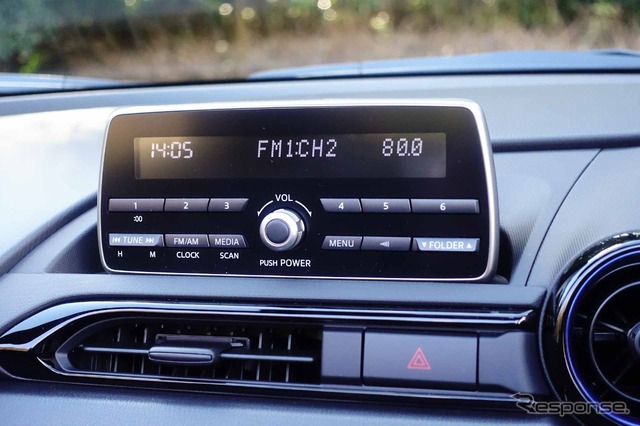 14:05 FM1:CH2 80.0
VOL
1 2 3 4 5 6
:00
TUNE FM/AM MEDIA MENU FOLDER
H M CLOCK SCAN PUSH POWER
Response.